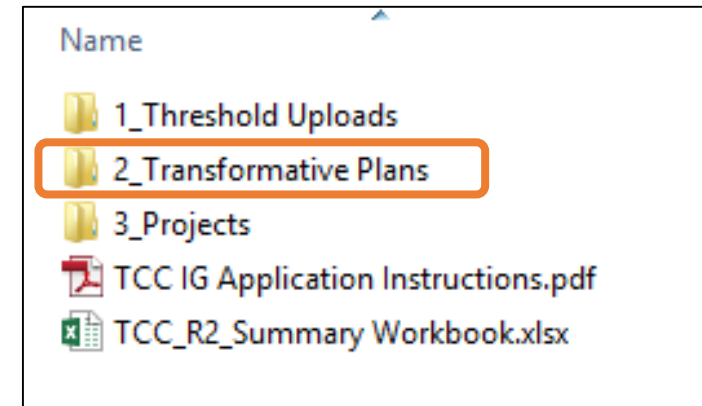 Name
1_Threshold Uploads
2_Transformative Plans
3_Projects
TCC IG Application Instructions.pdf
TCC_R2_Summary Workbook.xlsx